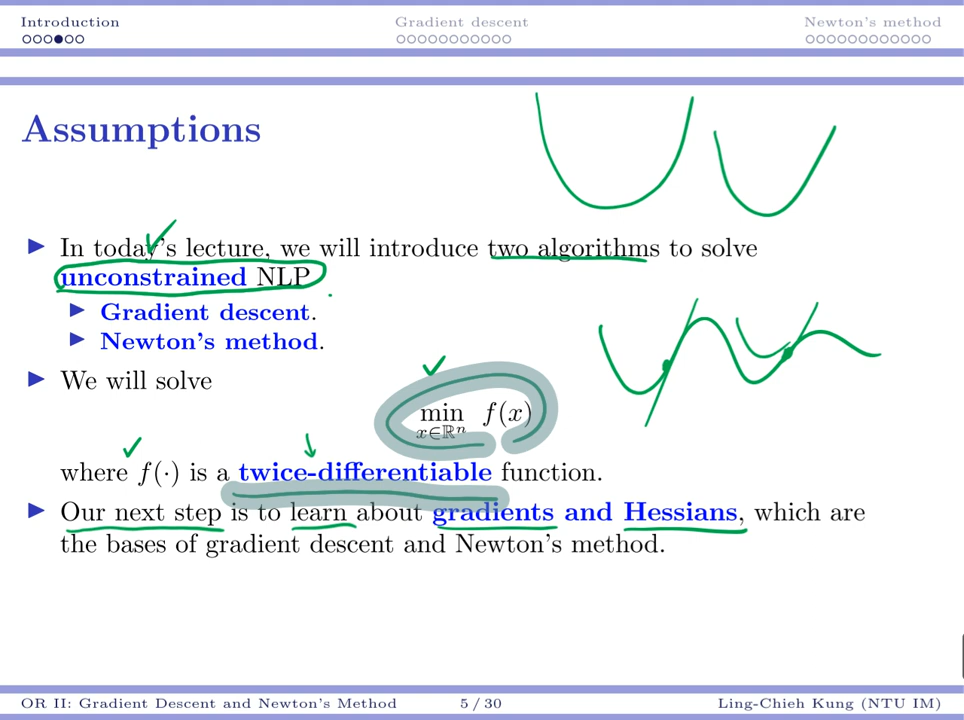 Introduction
Gradient descent
Newton's method
Assumptions
▶ In today's lecture, we will introduce two algorithms to solve
unconstrained NLP.
▶ Gradient descent.
▶ Newton's method.
▶ We will solve
min f(x)
x∈ℝⁿ
where f(·) is a twice-differentiable function.
▶ Our next step is to learn about gradients and Hessians, which are
the bases of gradient descent and Newton's method.
OR II: Gradient Descent and Newton's Method
5 / 30
Ling-Chieh Kung (NTU IM)